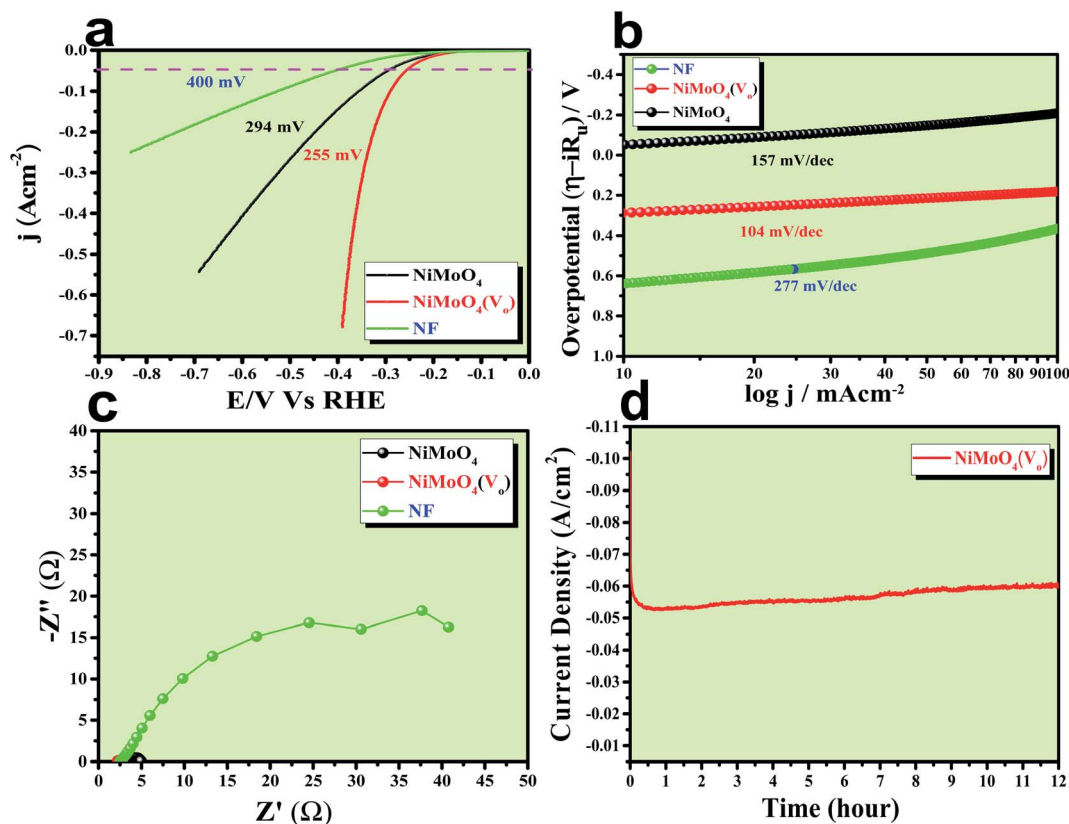 a
0.0
-0.1
-0.2
-0.3
-0.4
-0.5
-0.6
-0.7
j (Acm⁻²)
400 mV
294 mV
255 mV
NiMoO₄
NiMoO₄(Vₒ)
NF
-0.9 -0.8 -0.7 -0.6 -0.5 -0.4 -0.3 -0.2 -0.1 0.0
E/V Vs RHE
b
-0.4
-0.2
0.0
0.2
0.4
0.6
0.8
1.0
Overpotential (η–iRᵤ) / V
NF
NiMoO₄(Vₒ)
NiMoO₄
157 mV/dec
104 mV/dec
277 mV/dec
10 20 30 40 50 60 70 80 90 100
log j / mAcm⁻²
c
40
35
30
25
20
15
10
5
0
-Z'' (Ω)
NiMoO₄
NiMoO₄(Vₒ)
NF
0 5 10 15 20 25 30 35 40 45 50
Z' (Ω)
d
-0.11
-0.10
-0.09
-0.08
-0.07
-0.06
-0.05
-0.04
-0.03
-0.02
-0.01
Current Density (A/cm²)
NiMoO₄(Vₒ)
0 1 2 3 4 5 6 7 8 9 10 11 12
Time (hour)